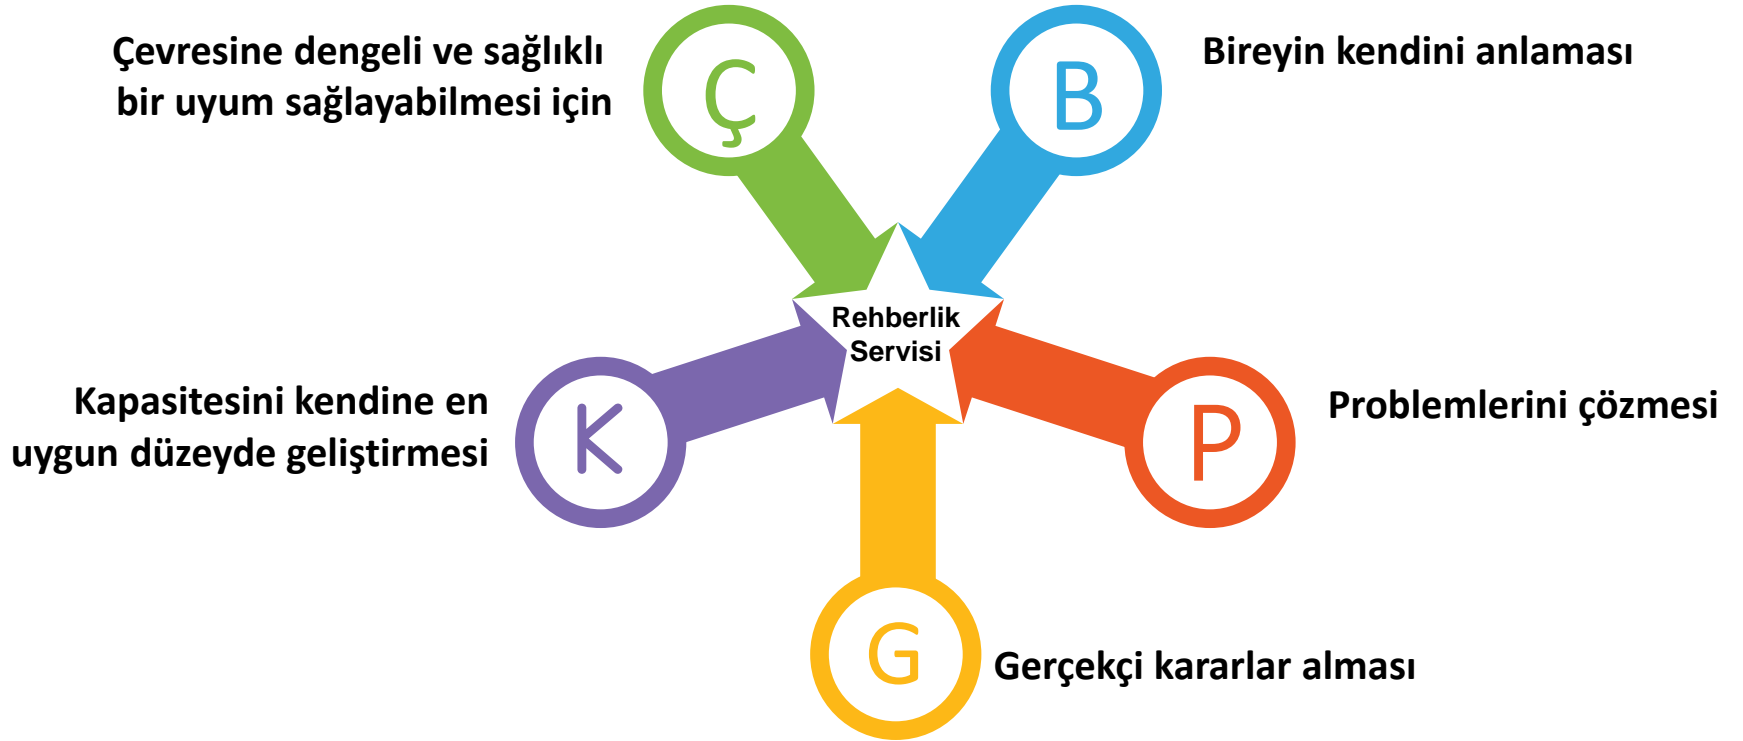 Çevresine dengeli ve sağlıklı
bir uyum sağlayabilmesi için
Ç
B
Bireyin kendini anlaması
Rehberlik
Servisi
Kapasitesini kendine en
uygun düzeyde geliştirmesi
K
P
Problemlerini çözmesi
G
Gerçekçi kararlar alması